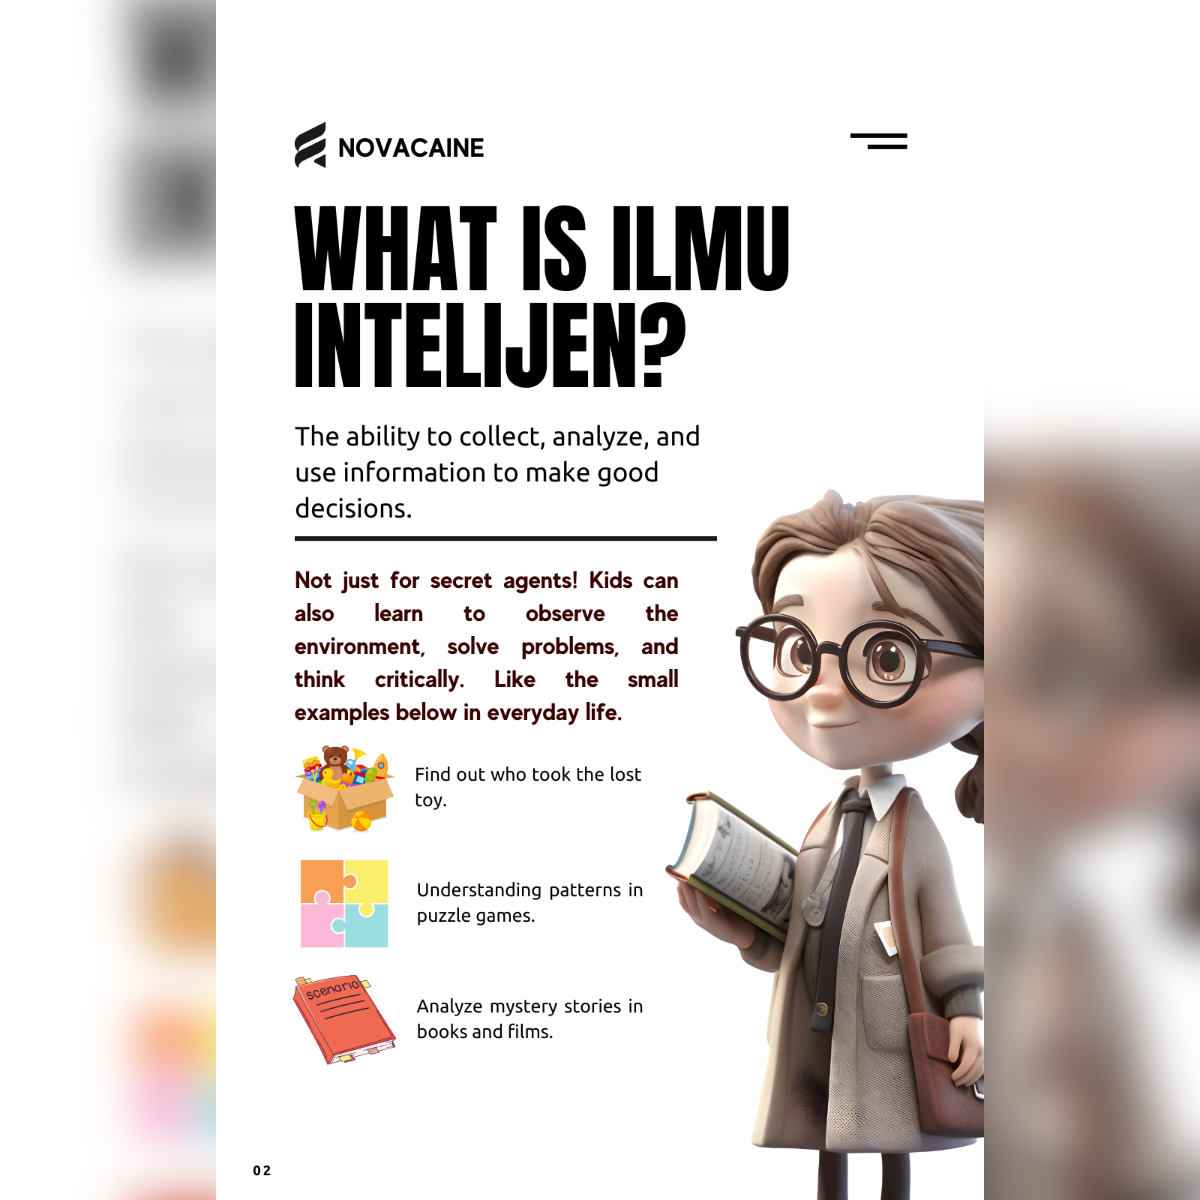 NOVACAINE
WHAT IS ILMU
INTELIJEN?
The ability to collect, analyze, and
use information to make good
decisions.
Not just for secret agents! Kids can
also learn to observe the
environment, solve problems, and
think critically. Like the small
examples below in everyday life.
Find out who took the lost
toy.
Understanding patterns in
puzzle games.
scenario
Analyze mystery stories in
books and films.
02